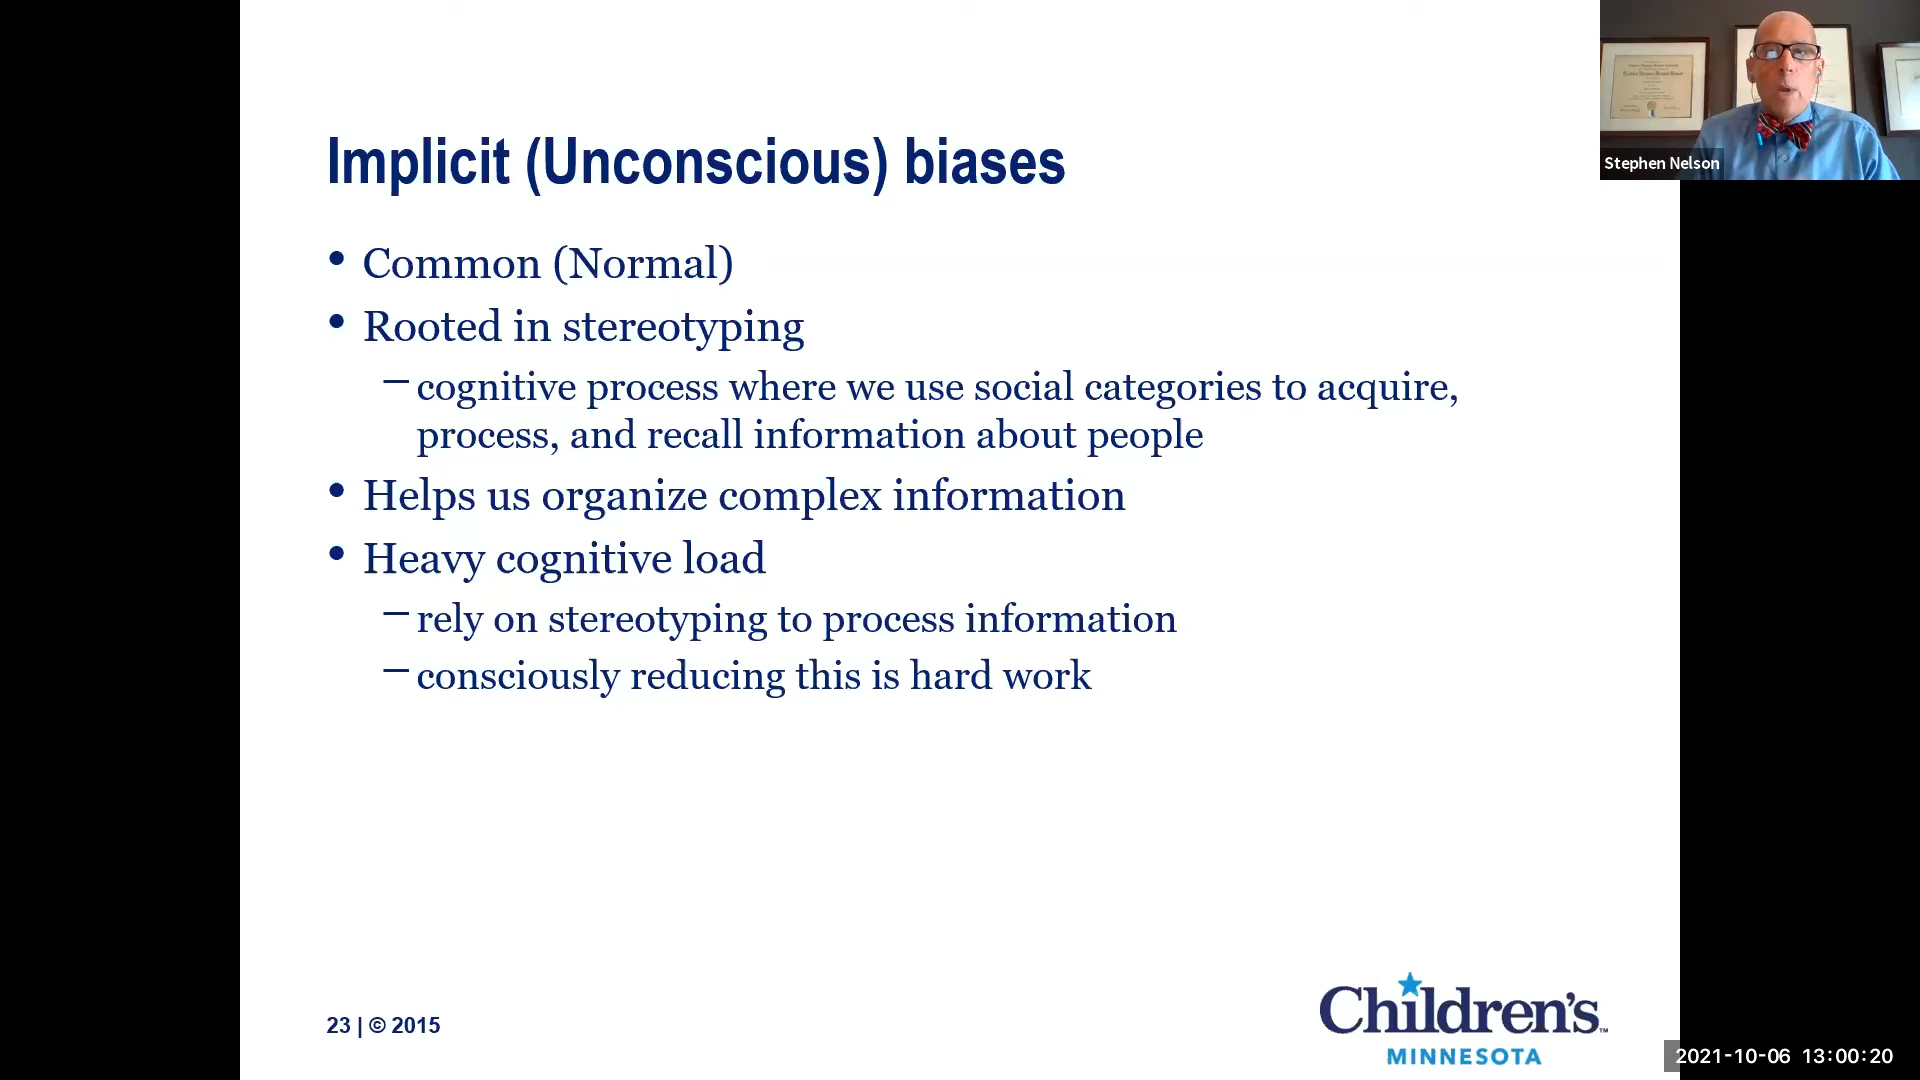 Implicit (Unconscious) biases
• Common (Normal)
• Rooted in stereotyping
– cognitive process where we use social categories to acquire,
process, and recall information about people
• Helps us organize complex information
• Heavy cognitive load
– rely on stereotyping to process information
– consciously reducing this is hard work
23 | © 2015
Children's™
MINNESOTA
Stephen Nelson
2021-10-06 13:00:20